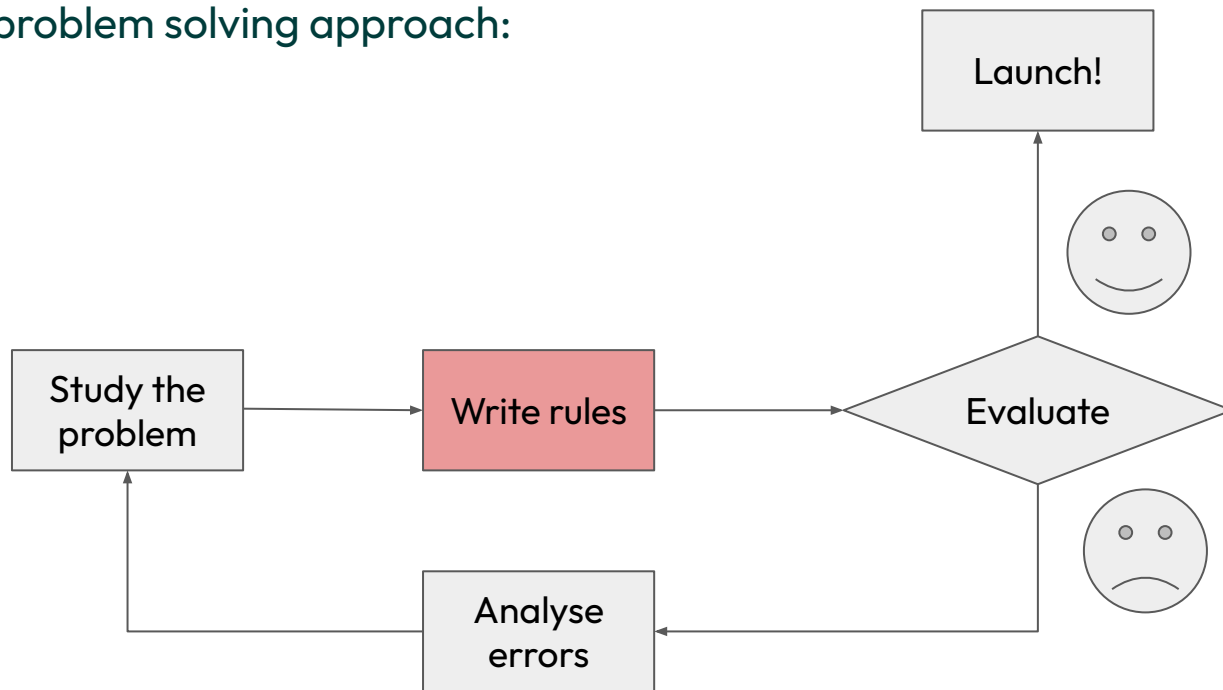 problem solving approach:
Launch!
Study the
problem
Write rules
Evaluate
Analyse
errors